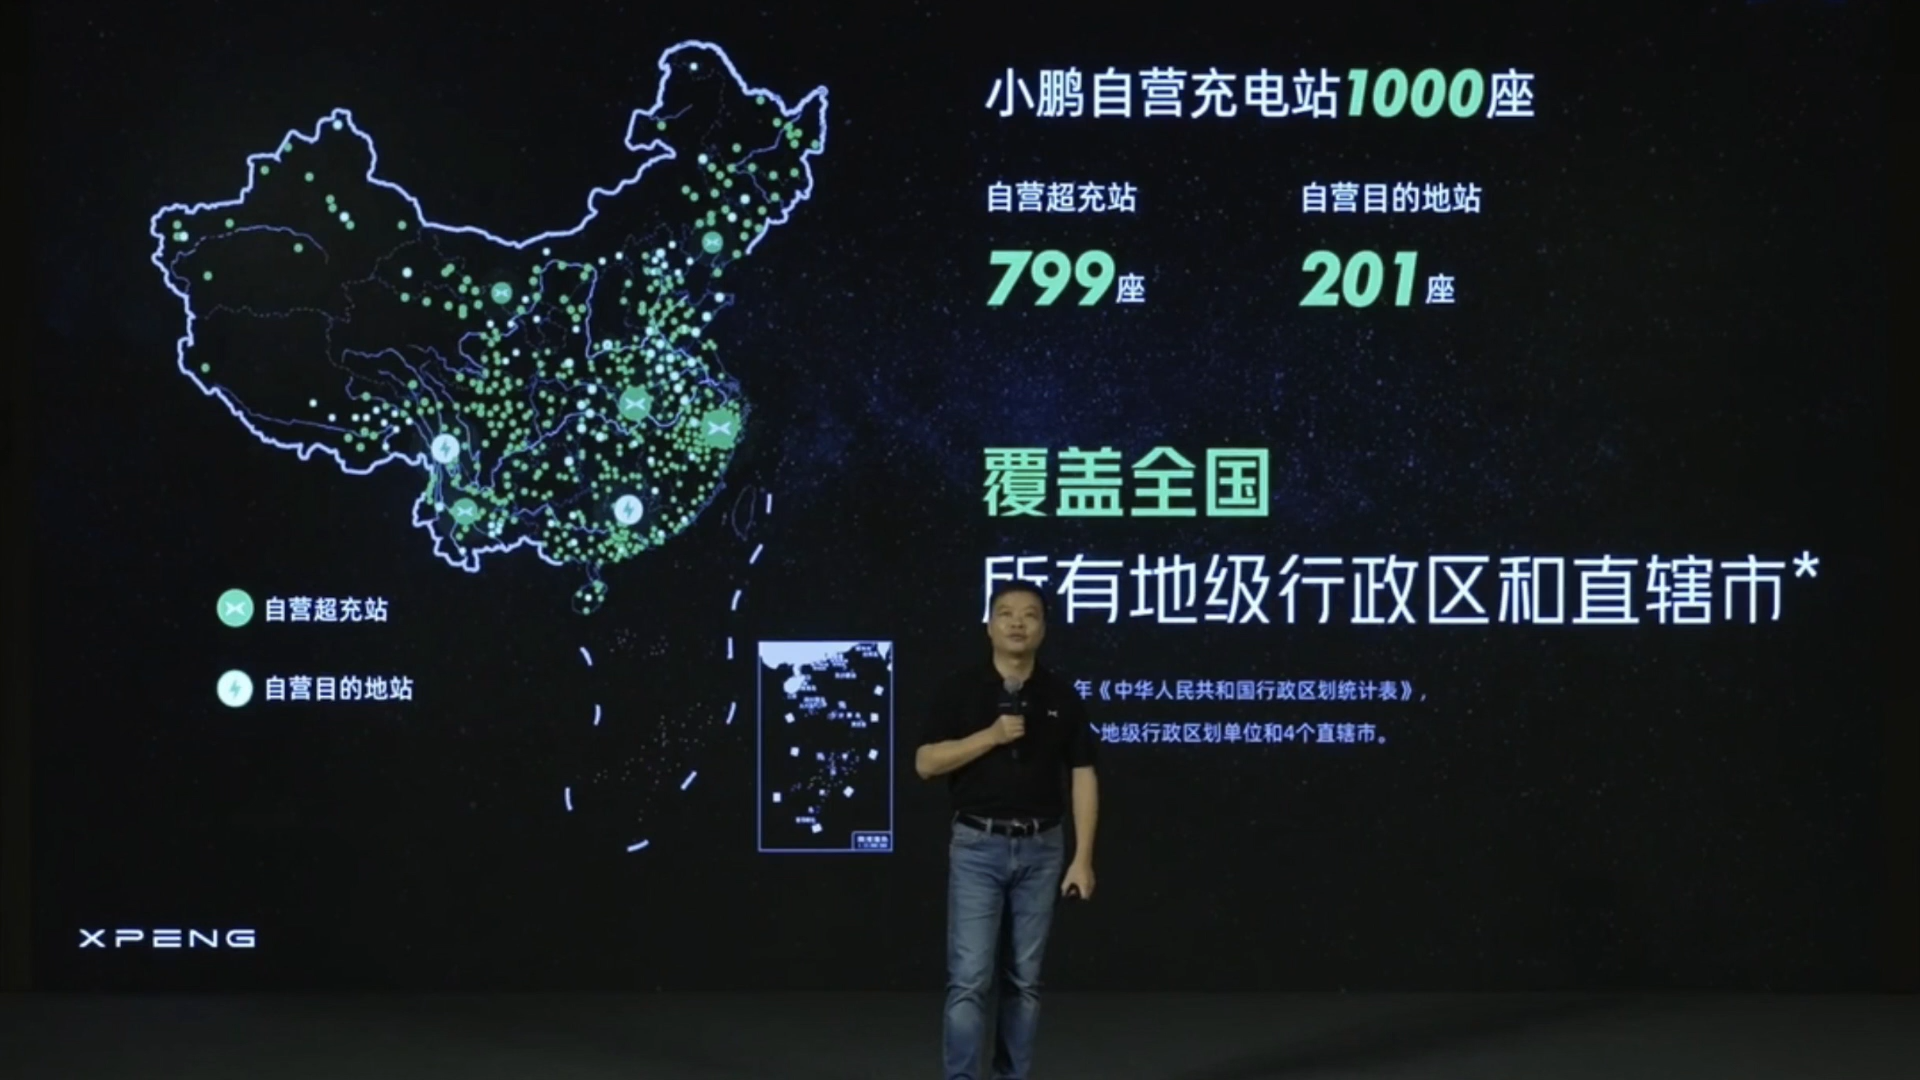 小鹏自营充电站1000座
自营超充站
自营目的地站
799座
201座
覆盖全国
所有地级行政区和直辖市*
年《中华人民共和国行政区划统计表》,
个地级行政区划单位和4个直辖市。
自营超充站
自营目的地站
XPENG